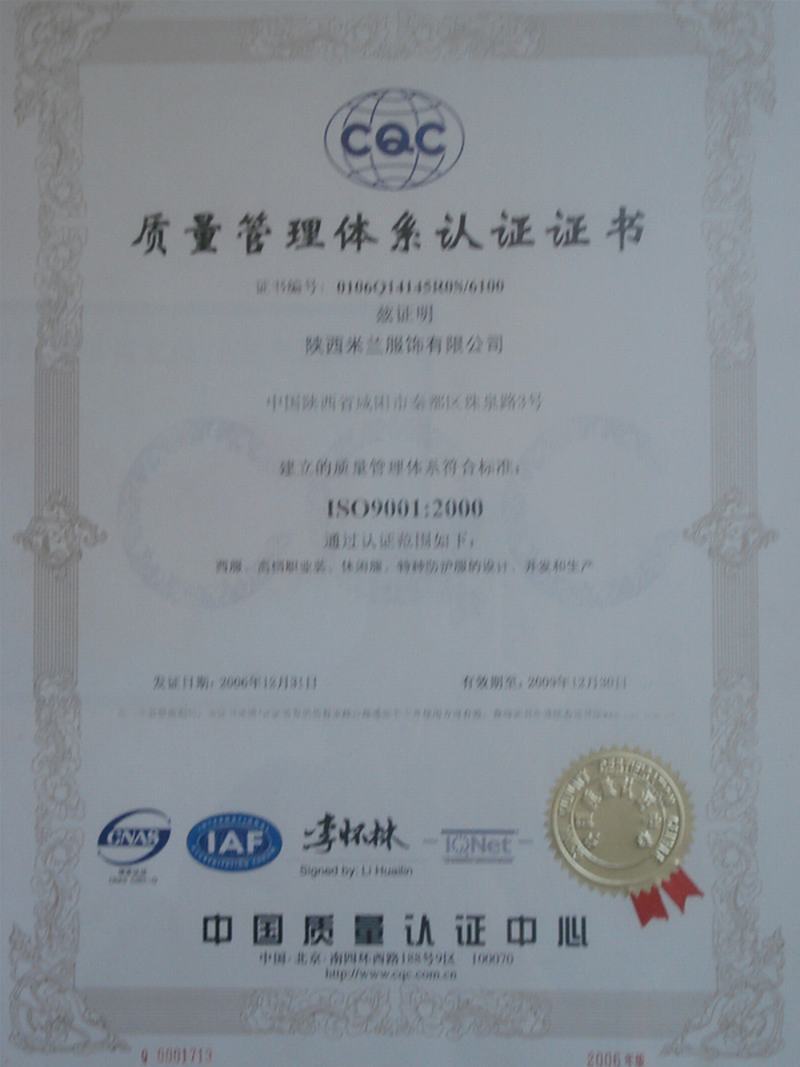 CQC
质量管理体系认证证书
证书编号: 0106Q14145R0S/6100
兹证明
陕西米兰服饰有限公司
中国陕西省咸阳市秦都区珠泉路3号
建立的质量管理体系符合标准:
ISO9001:2000
通过认证范围如下:
西服、高档职业装、休闲服、特种防护服的设计、开发和生产
发证日期: 2006年12月31日
有效期至: 2009年12月30日
CNAS
IAF
李怀林
IQNet
Signed by: Li Huailin
中国质量认证中心
中国·北京·南四环西路188号9区 100070
http://www.cqc.com.cn
Q 0001713
2006年版